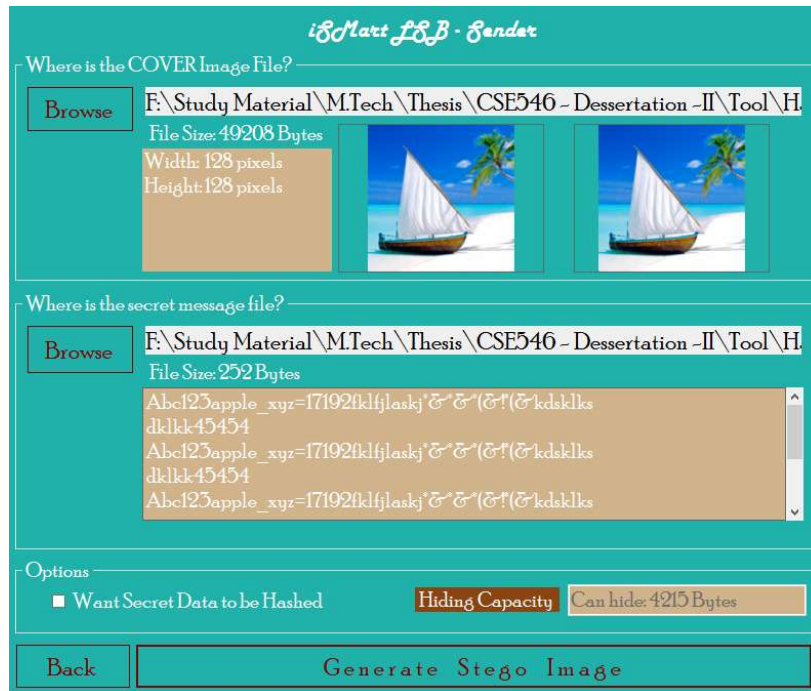 iSMart LSB - Sender
Where is the COVER Image File?
Browse
F:\Study Material\M.Tech\Thesis\CSE546 - Dessertation -II\Tool\H.
File Size: 49208 Bytes
Width: 128 pixels
Height: 128 pixels
Where is the secret message file?
Browse
F:\Study Material\M.Tech\Thesis\CSE546 - Dessertation -II\Tool\H.
File Size: 252 Bytes
Abc123apple_xyz=17192fklfjlaskj*&*&*(&!*(&kdsklks
dklkk45454
Abc123apple_xyz=17192fklfjlaskj*&*&*(&!*(&kdsklks
dklkk45454
Abc123apple_xyz=17192fklfjlaskj*&*&*(&!*(&kdsklks
Options
Want Secret Data to be Hashed
Hiding Capacity
Can hide: 4215 Bytes
Back
Generate Stego Image